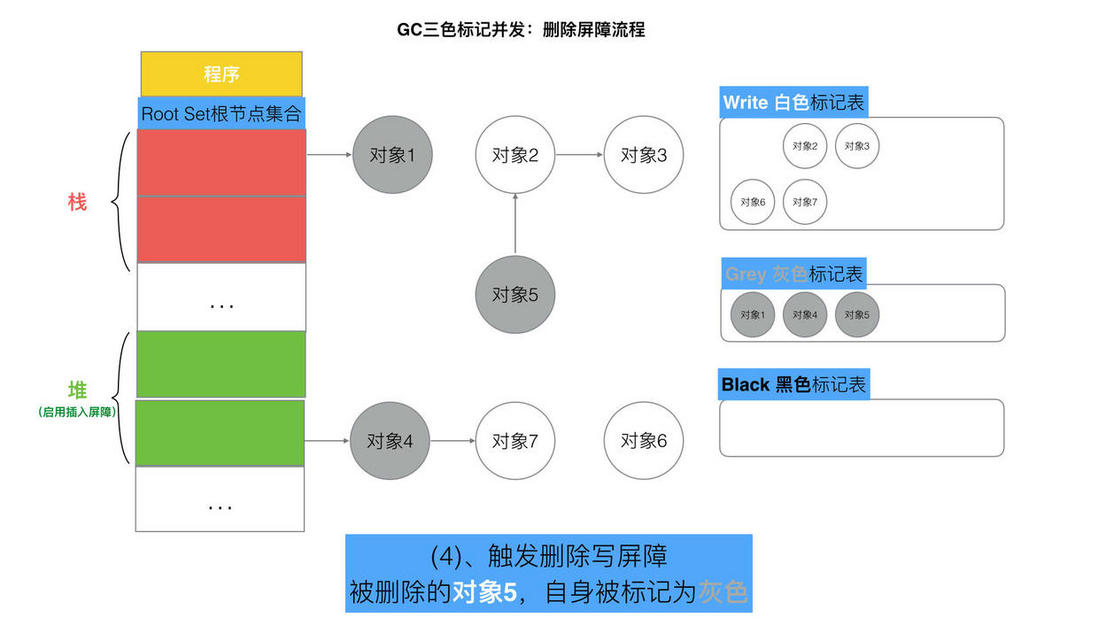 GC三色标记并发：删除屏障流程
程序
Root Set根节点集合
栈
...
堆
(启用插入屏障)
...
对象1
对象2
对象3
对象5
对象4
对象7
对象6
Write 白色标记表
对象2
对象3
对象6
对象7
Grey 灰色标记表
对象1
对象4
对象5
Black 黑色标记表
(4)、触发删除写屏障
被删除的对象5，自身被标记为灰色